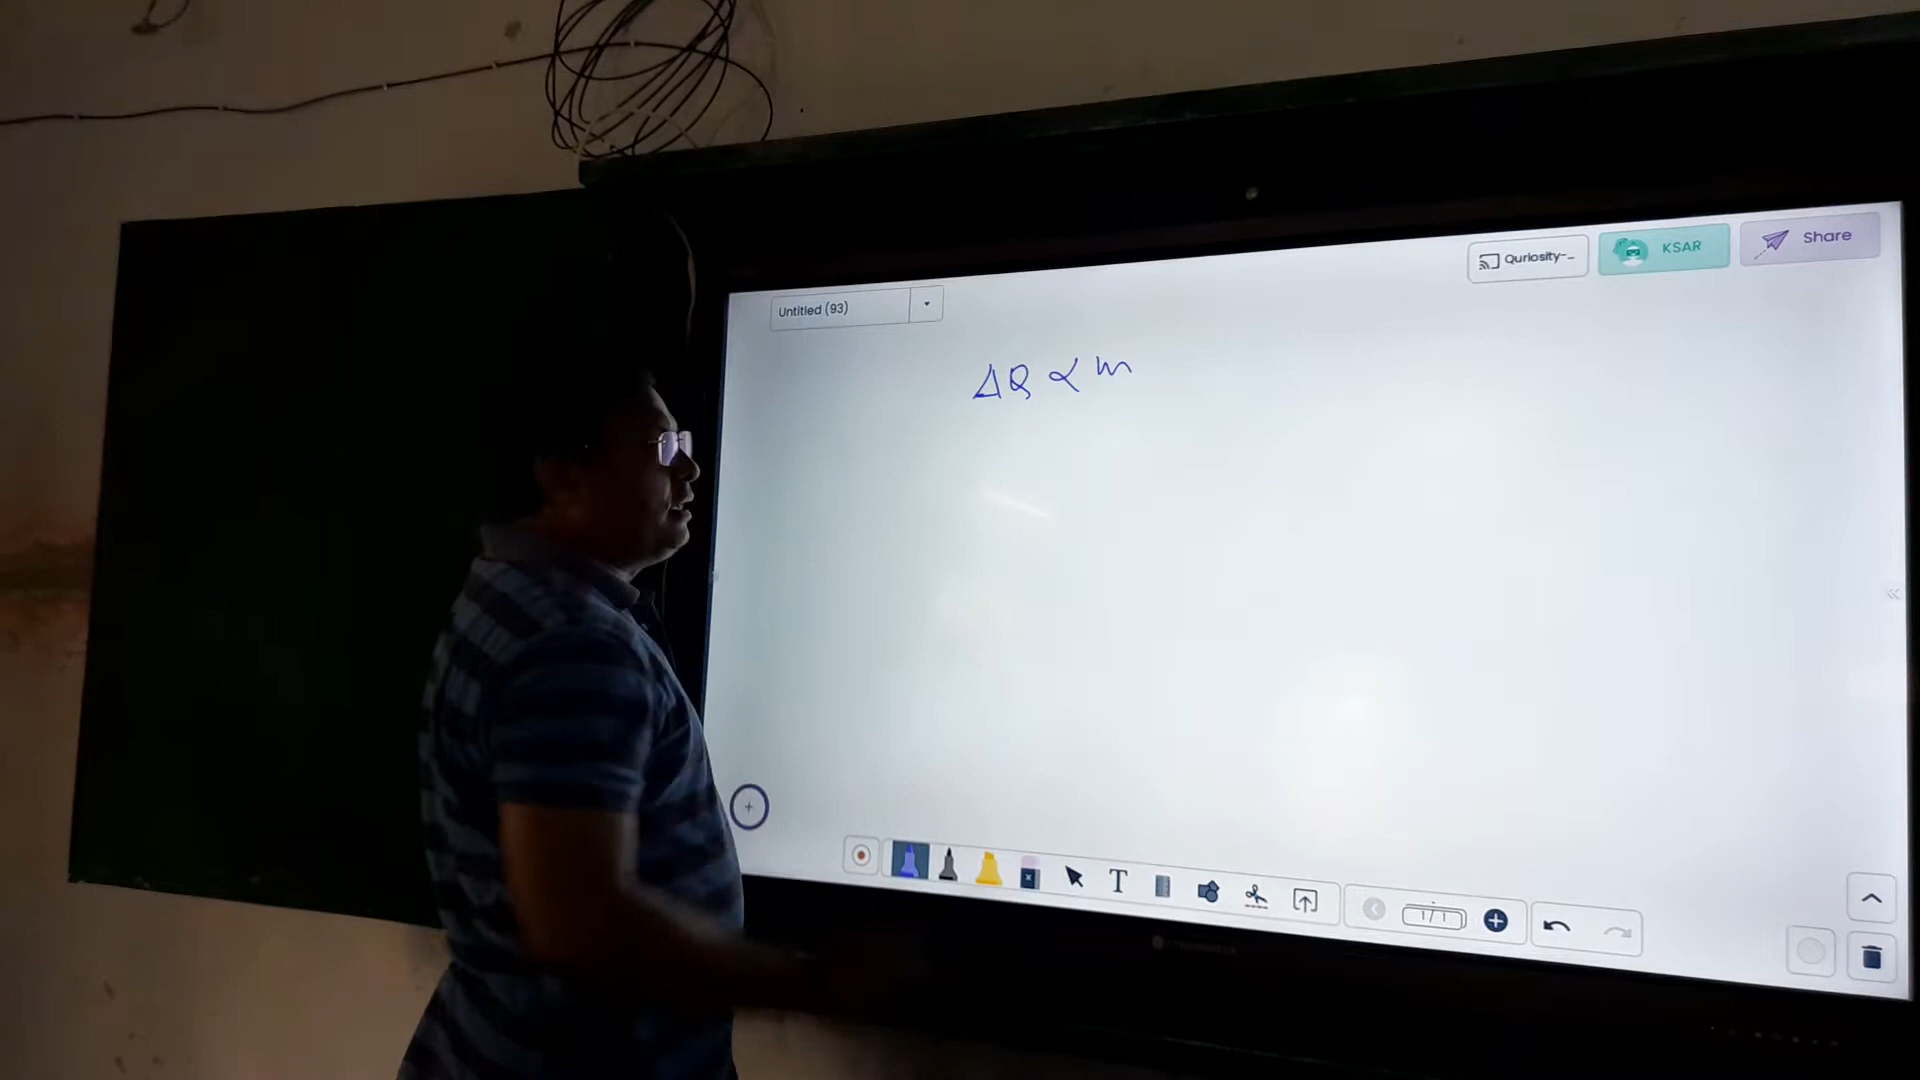 Quriosity-_
KSAR
Share
Untitled (93)
ΔQ ∝ m
T
1 / 1